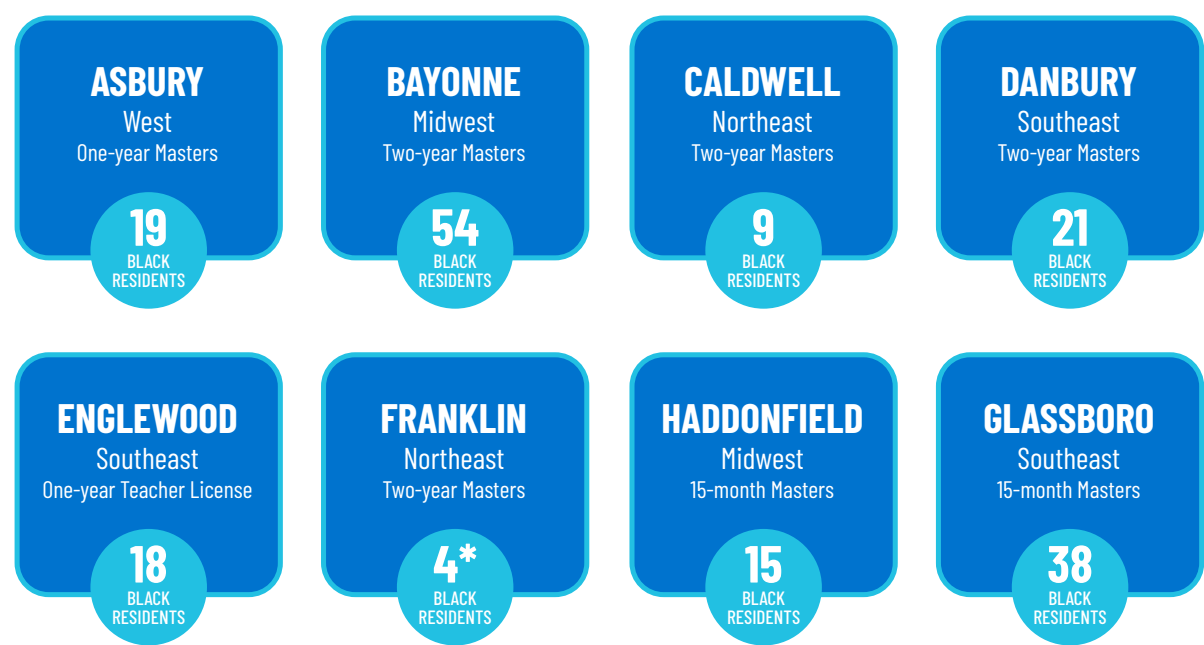 ASBURY
West
One-year Masters
19
BLACK
RESIDENTS
BAYONNE
Midwest
Two-year Masters
54
BLACK
RESIDENTS
CALDWELL
Northeast
Two-year Masters
9
BLACK
RESIDENTS
DANBURY
Southeast
Two-year Masters
21
BLACK
RESIDENTS
ENGLEWOOD
Southeast
One-year Teacher License
18
BLACK
RESIDENTS
FRANKLIN
Northeast
Two-year Masters
4*
BLACK
RESIDENTS
HADDONFIELD
Midwest
15-month Masters
15
BLACK
RESIDENTS
GLASSBORO
Southeast
15-month Masters
38
BLACK
RESIDENTS